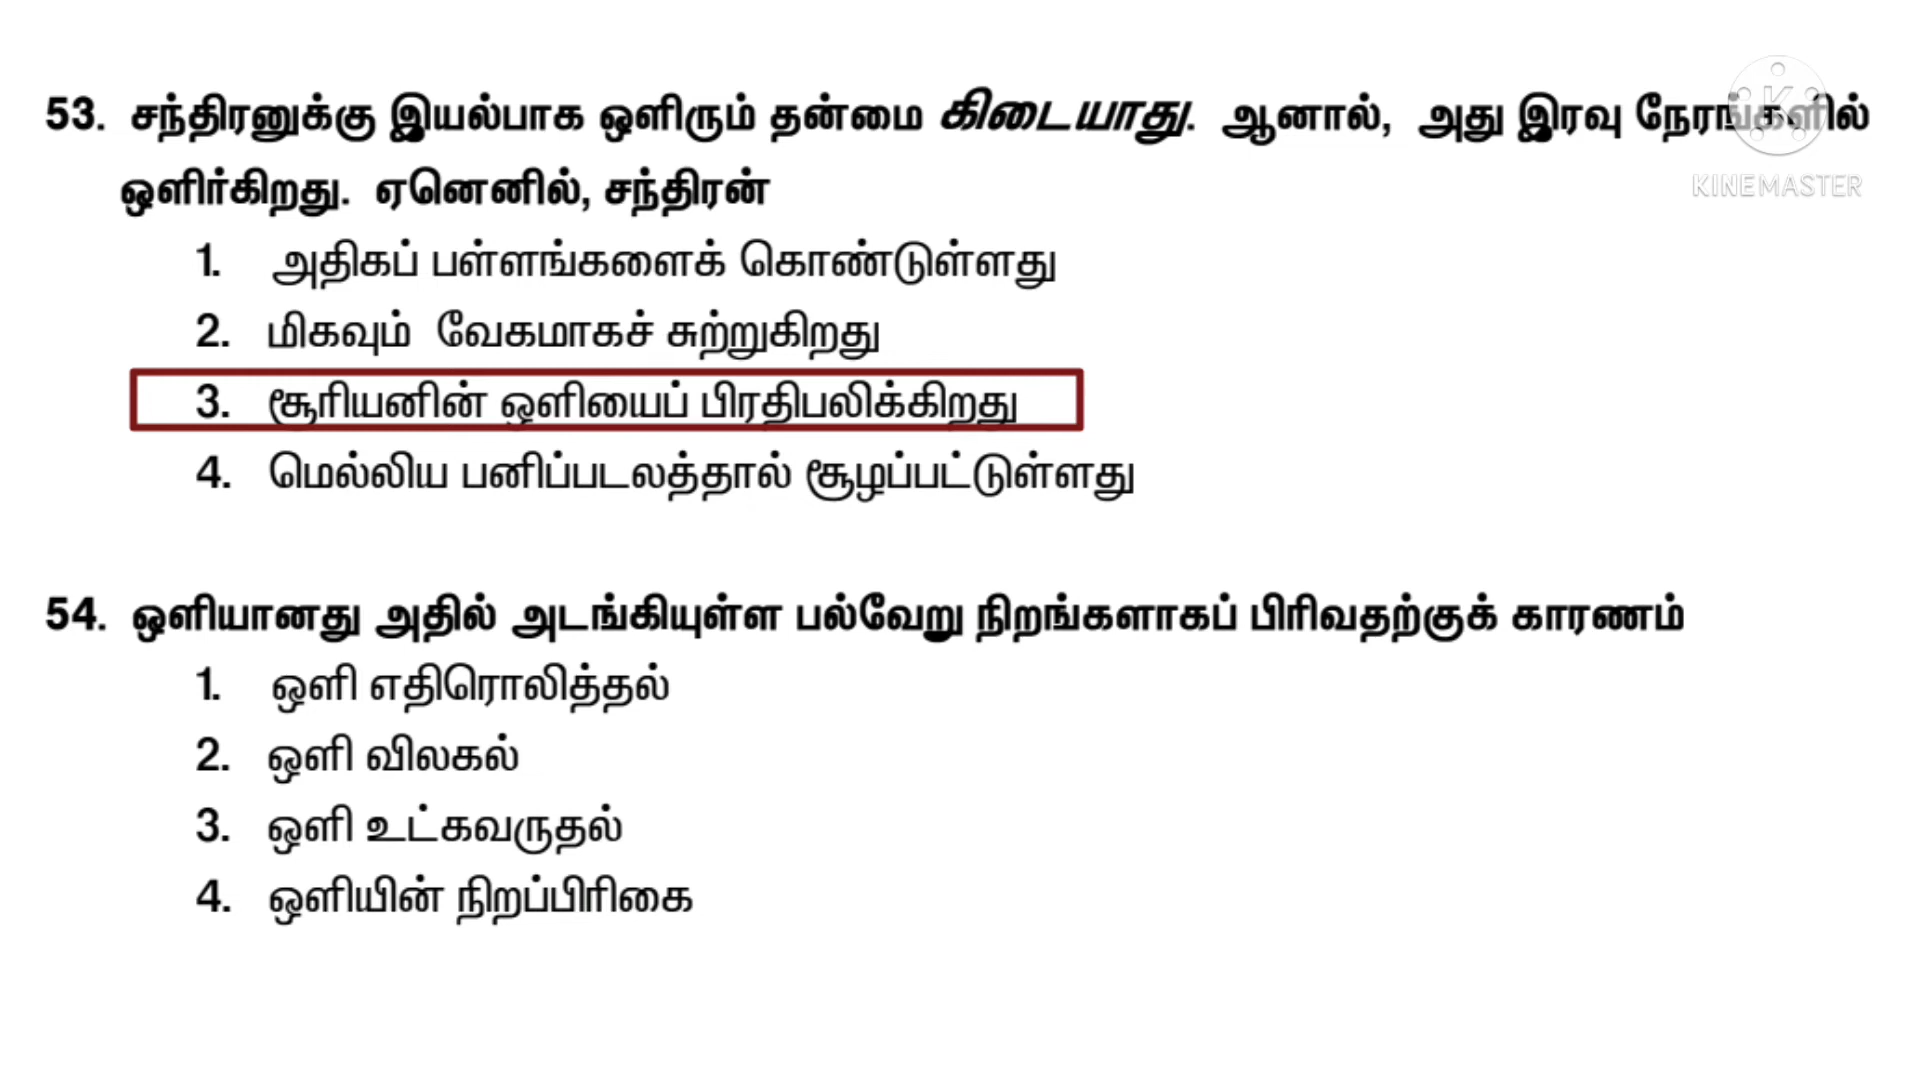 53. சந்திரனுக்கு இயல்பாக ஒளிரும் தன்மை கிடையாது. ஆனால், அது இரவு நேரங்களில்
ஒளிர்கிறது. ஏனெனில், சந்திரன்
1. அதிகப் பள்ளங்களைக் கொண்டுள்ளது
2. மிகவும் வேகமாகச் சுற்றுகிறது
3. சூரியனின் ஒளியைப் பிரதிபலிக்கிறது
4. மெல்லிய பனிப்படலத்தால் சூழப்பட்டுள்ளது
54. ஒளியானது அதில் அடங்கியுள்ள பல்வேறு நிறங்களாகப் பிரிவதற்குக் காரணம்
1. ஒளி எதிரொலித்தல்
2. ஒளி விலகல்
3. ஒளி உட்கவருதல்
4. ஒளியின் நிறப்பிரிகை
K
KINEMASTER